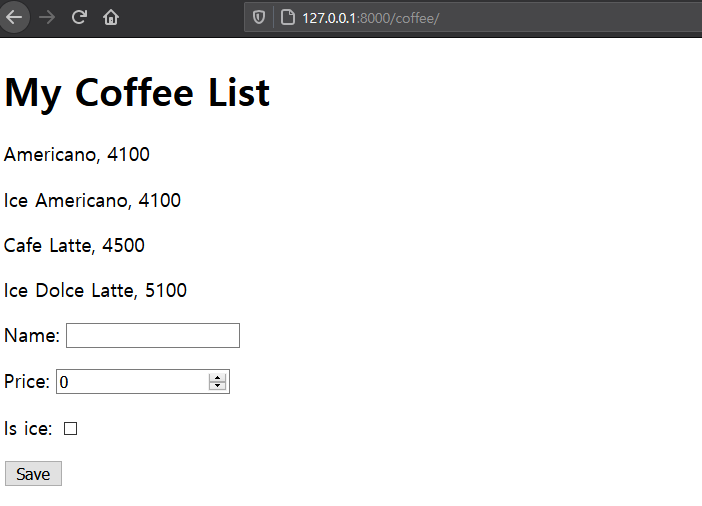 127.0.0.1:8000/coffee/
My Coffee List
Americano, 4100
Ice Americano, 4100
Cafe Latte, 4500
Ice Dolce Latte, 5100
Name:
Price: 0
Is ice:
Save